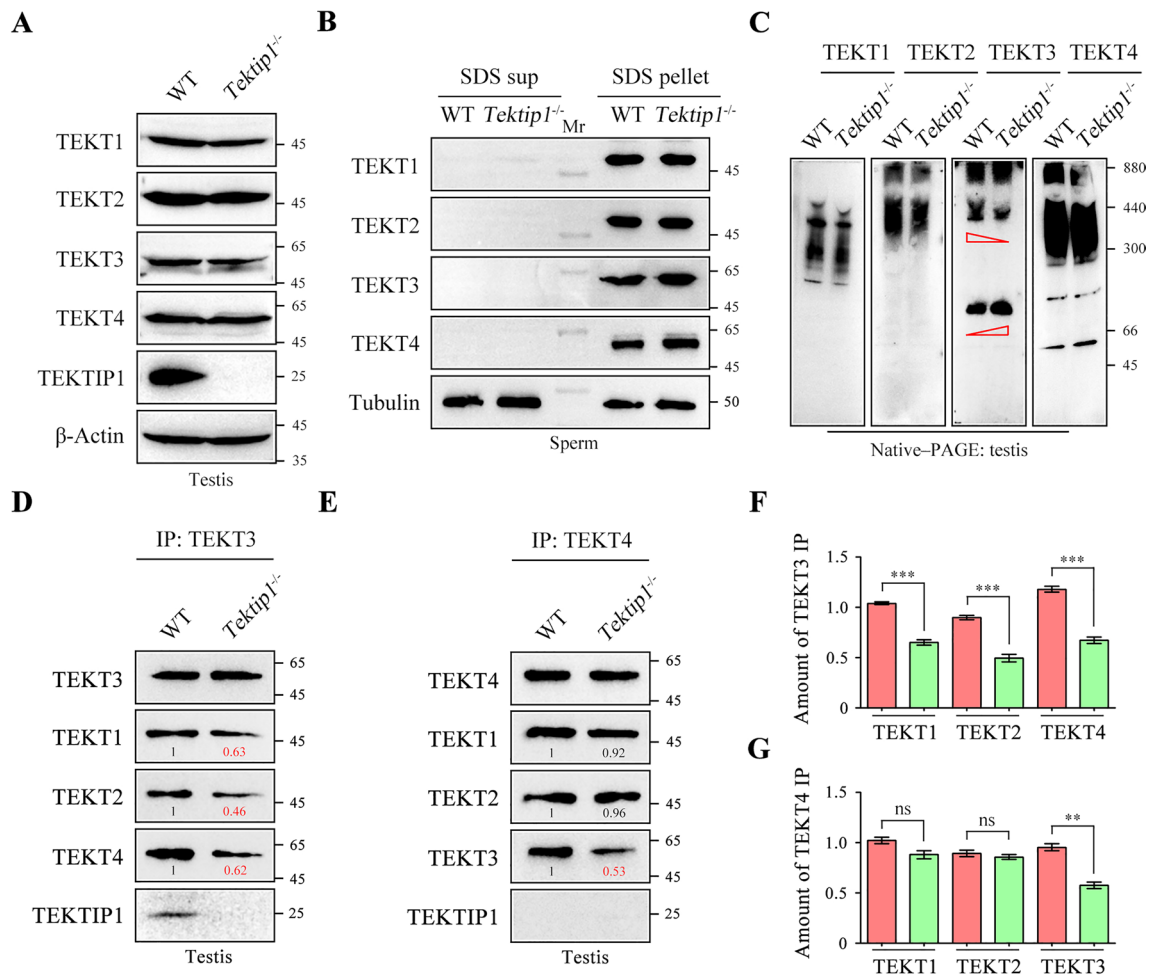 A
WT
Tektip1-/-
TEKT1
45
TEKT2
45
TEKT3
65
45
TEKT4
65
45
TEKTIP1
25
β-Actin
45
35
Testis
B
SDS sup
SDS pellet
WT
Tektip1-/-
Mr
WT
Tektip1-/-
TEKT1
45
TEKT2
45
TEKT3
65
45
TEKT4
65
45
Tubulin
50
Sperm
C
TEKT1
TEKT2
TEKT3
TEKT4
WT
Tektip1-/-
WT
Tektip1-/-
WT
Tektip1-/-
WT
Tektip1-/-
880
440
300
66
45
Native–PAGE: testis
D
IP: TEKT3
WT
Tektip1-/-
TEKT3
65
45
TEKT1
45
1
0.63
TEKT2
45
1
0.46
TEKT4
65
45
1
0.62
TEKTIP1
25
Testis
E
IP: TEKT4
WT
Tektip1-/-
TEKT4
65
45
TEKT1
45
1
0.92
TEKT2
45
1
0.96
TEKT3
65
45
1
0.53
TEKTIP1
25
Testis
F
Amount of TEKT3 IP
1.5
1.0
0.5
0
***
***
***
TEKT1
TEKT2
TEKT4
G
Amount of TEKT4 IP
1.5
1.0
0.5
0
ns
ns
**
TEKT1
TEKT2
TEKT3